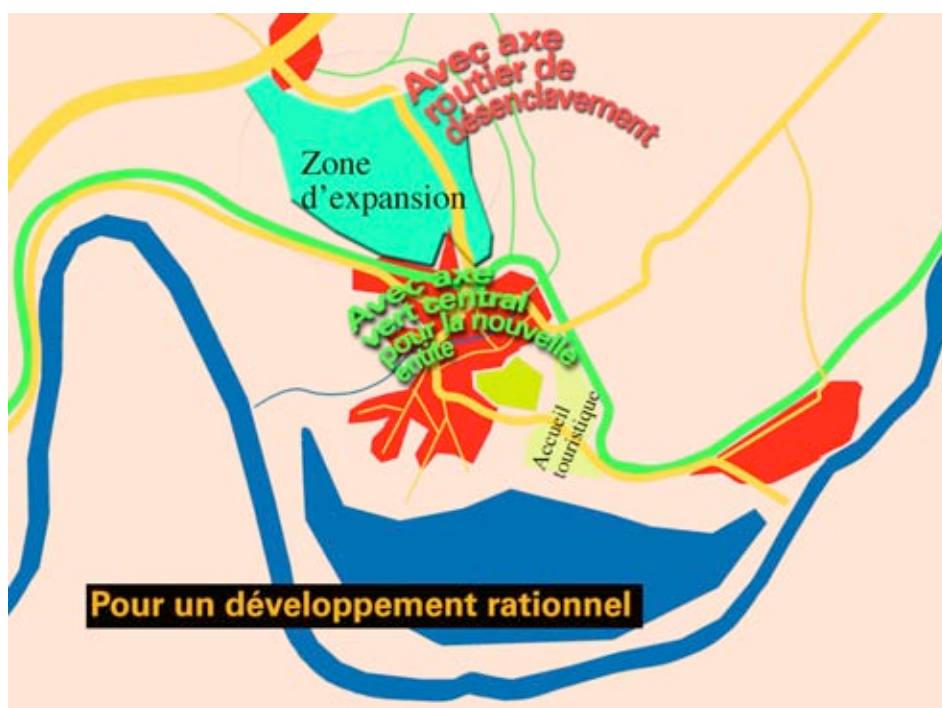 Avec axe
routier de
désenclavement
Zone
d'expansion
Avec axe
vert central
pour la nouvelle
entité
Accueil
touristique
Pour un développement rationnel